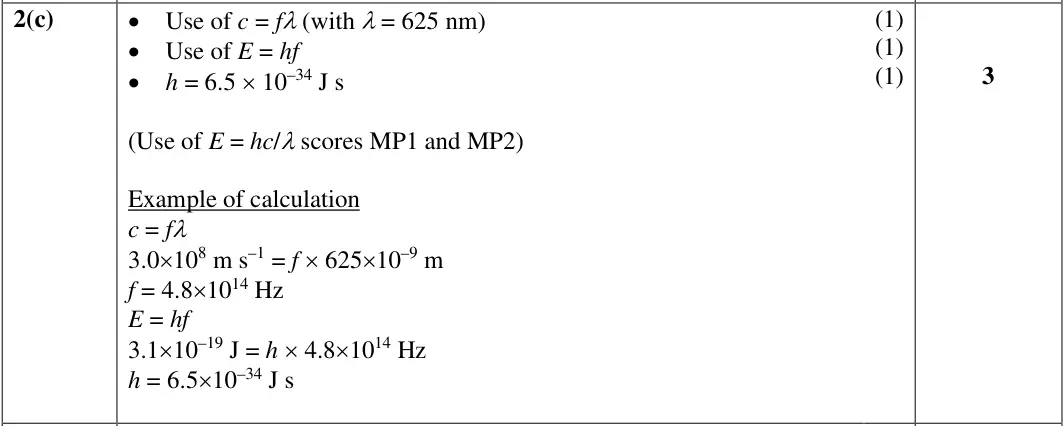 2(c)
• Use of c = fλ (with λ = 625 nm) (1)
• Use of E = hf (1)
• h = 6.5 × 10⁻³⁴ J s (1) 3
(Use of E = hc/λ scores MP1 and MP2)
Example of calculation
c = fλ
3.0×10⁸ m s⁻¹ = f × 625×10⁻⁹ m
f = 4.8×10¹⁴ Hz
E = hf
3.1×10⁻¹⁹ J = h × 4.8×10¹⁴ Hz
h = 6.5×10⁻³⁴ J s